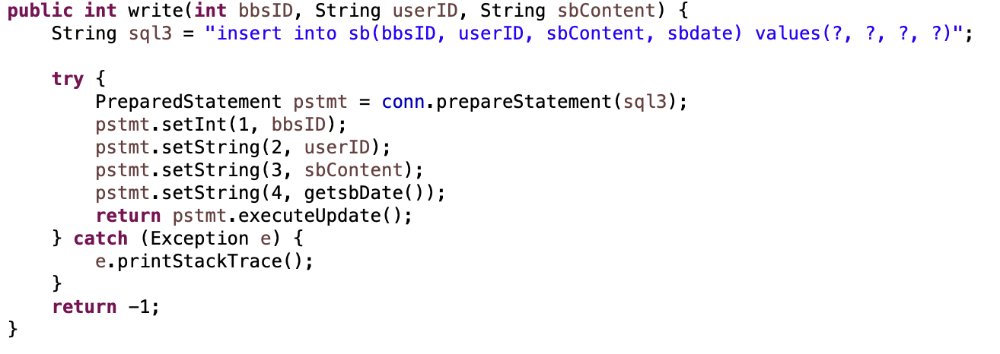 public int write(int bbsID, String userID, String sbContent) {
    String sql3 = "insert into sb(bbsID, userID, sbContent, sbdate) values(?, ?, ?, ?)";

    try {
        PreparedStatement pstmt = conn.prepareStatement(sql3);
        pstmt.setInt(1, bbsID);
        pstmt.setString(2, userID);
        pstmt.setString(3, sbContent);
        pstmt.setString(4, getsbDate());
        return pstmt.executeUpdate();
    } catch (Exception e) {
        e.printStackTrace();
    }
    return -1;
}